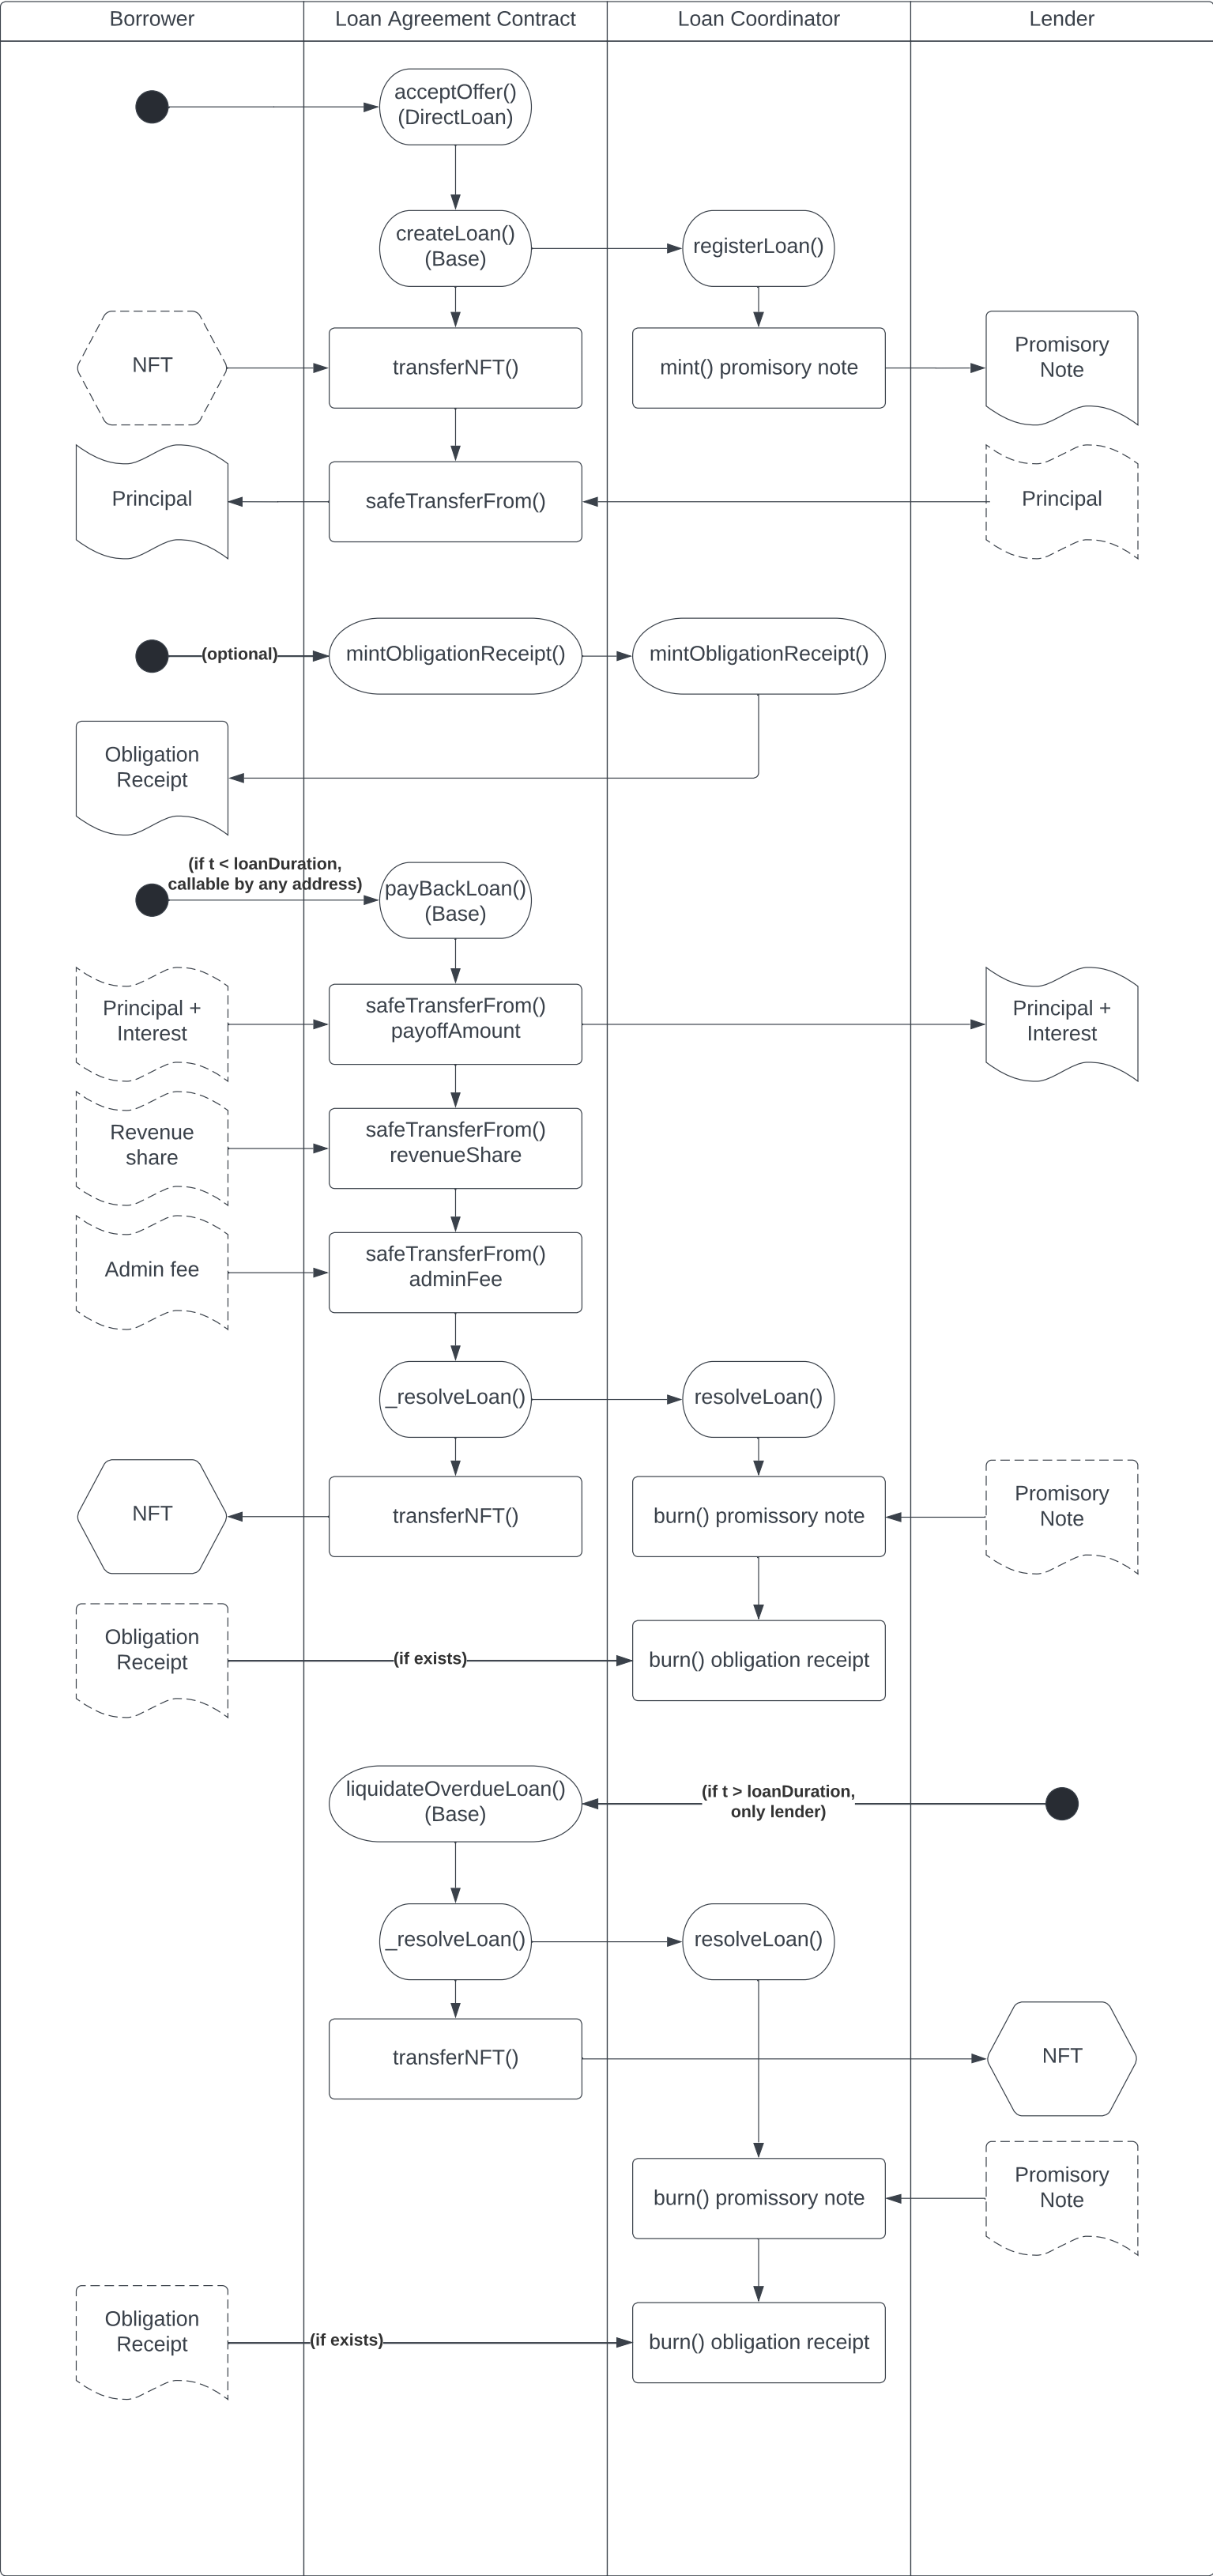 Borrower
Loan Agreement Contract
Loan Coordinator
Lender
acceptOffer()
(DirectLoan)
createLoan()
(Base)
registerLoan()
NFT
transferNFT()
mint() promisory note
Promisory
Note
Principal
safeTransferFrom()
Principal
(optional)
mintObligationReceipt()
mintObligationReceipt()
Obligation
Receipt
(if t < loanDuration,
callable by any address)
payBackLoan()
(Base)
Principal +
Interest
safeTransferFrom()
payoffAmount
Principal +
Interest
Revenue
share
safeTransferFrom()
revenueShare
Admin fee
safeTransferFrom()
adminFee
_resolveLoan()
resolveLoan()
NFT
transferNFT()
burn() promissory note
Promisory
Note
Obligation
Receipt
(if exists)
burn() obligation receipt
liquidateOverdueLoan()
(Base)
(if t > loanDuration,
only lender)
_resolveLoan()
resolveLoan()
transferNFT()
NFT
burn() promissory note
Promisory
Note
Obligation
Receipt
(if exists)
burn() obligation receipt